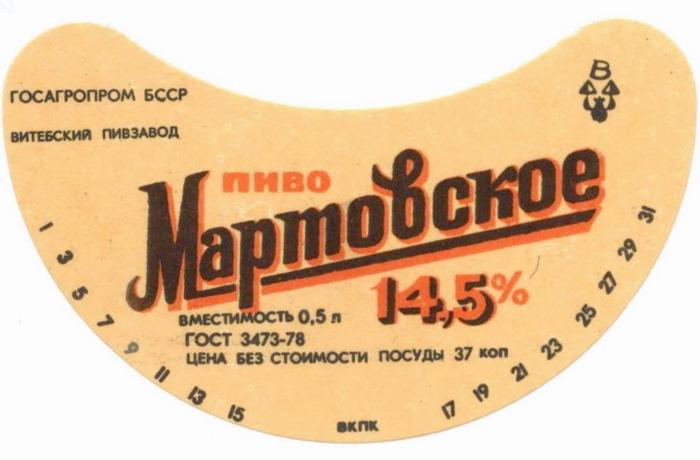 ГОСАГРОПРОМ БССР
ВИТЕБСКИЙ ПИВЗАВОД
В
ПИВО
Мартовское
14,5%
ВМЕСТИМОСТЬ 0,5 л
ГОСТ 3473-78
ЦЕНА БЕЗ СТОИМОСТИ ПОСУДЫ 37 коп
1 3 5 7 9 11 13 15
ВКПК
17 19 21 23 25 27 29 31